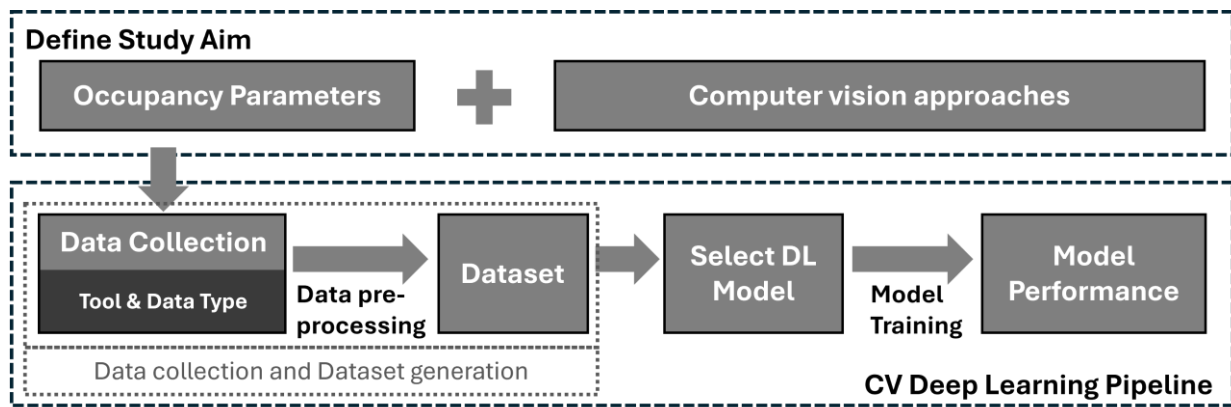 Define Study Aim
Occupancy Parameters
Computer vision approaches
Data Collection
Tool & Data Type
Data pre-
processing
Dataset
Select DL
Model
Model
Training
Model
Performance
Data collection and Dataset generation
CV Deep Learning Pipeline